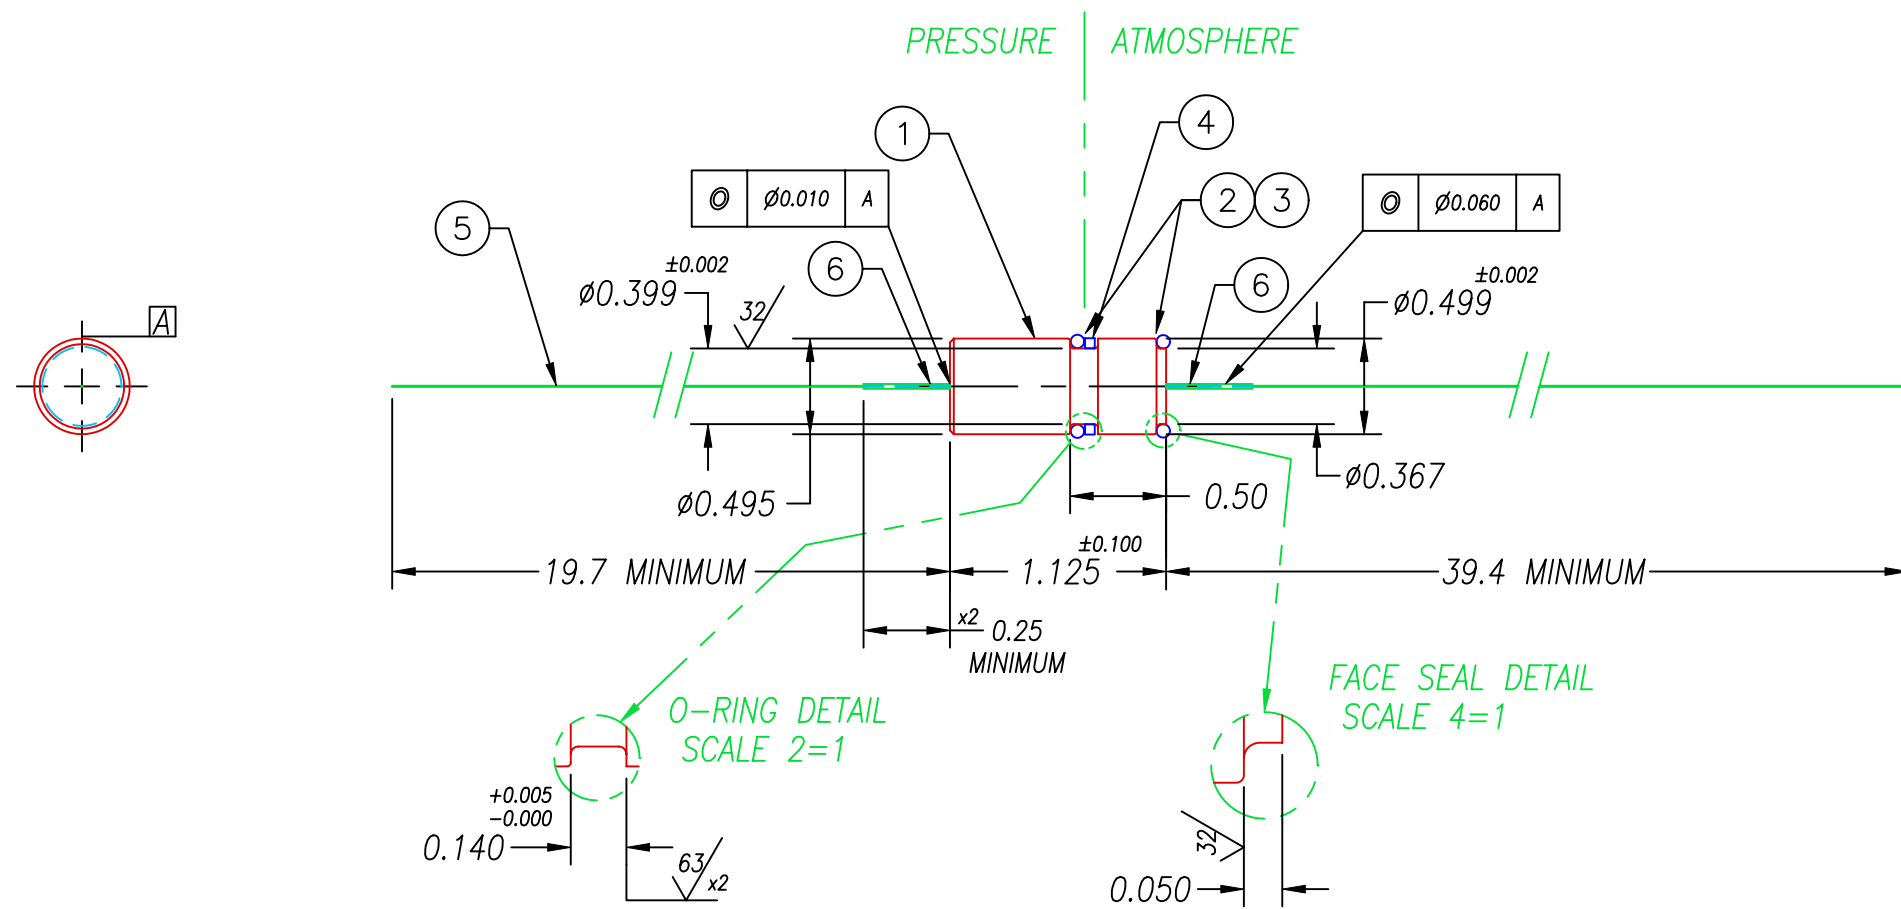 PRESSURE
ATMOSPHERE
1
4
⌾ Ø0.010 A
2
3
⌾ Ø0.060 A
5
±0.002
Ø0.399
6
6
±0.002
Ø0.499
A
32
Ø0.367
Ø0.495
0.50
±0.100
19.7 MINIMUM
1.125
39.4 MINIMUM
x2
0.25
MINIMUM
O-RING DETAIL
SCALE 2=1
FACE SEAL DETAIL
SCALE 4=1
+0.005
-0.000
0.140
63
x2
32
0.050